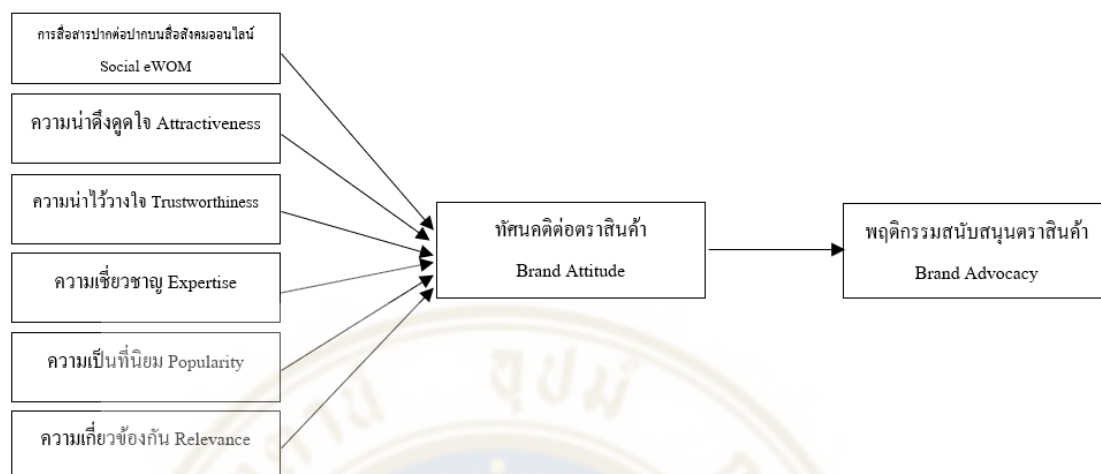 การสื่อสารปากต่อปากบนสื่อสังคมออนไลน์
Social eWOM
ความน่าดึงดูดใจ Attractiveness
ความน่าไว้วางใจ Trustworthiness
ความเชี่ยวชาญ Expertise
ความเป็นที่นิยม Popularity
ความเกี่ยวข้องกัน Relevance
ทัศนคติต่อตราสินค้า
Brand Attitude
พฤติกรรมสนับสนุนตราสินค้า
Brand Advocacy